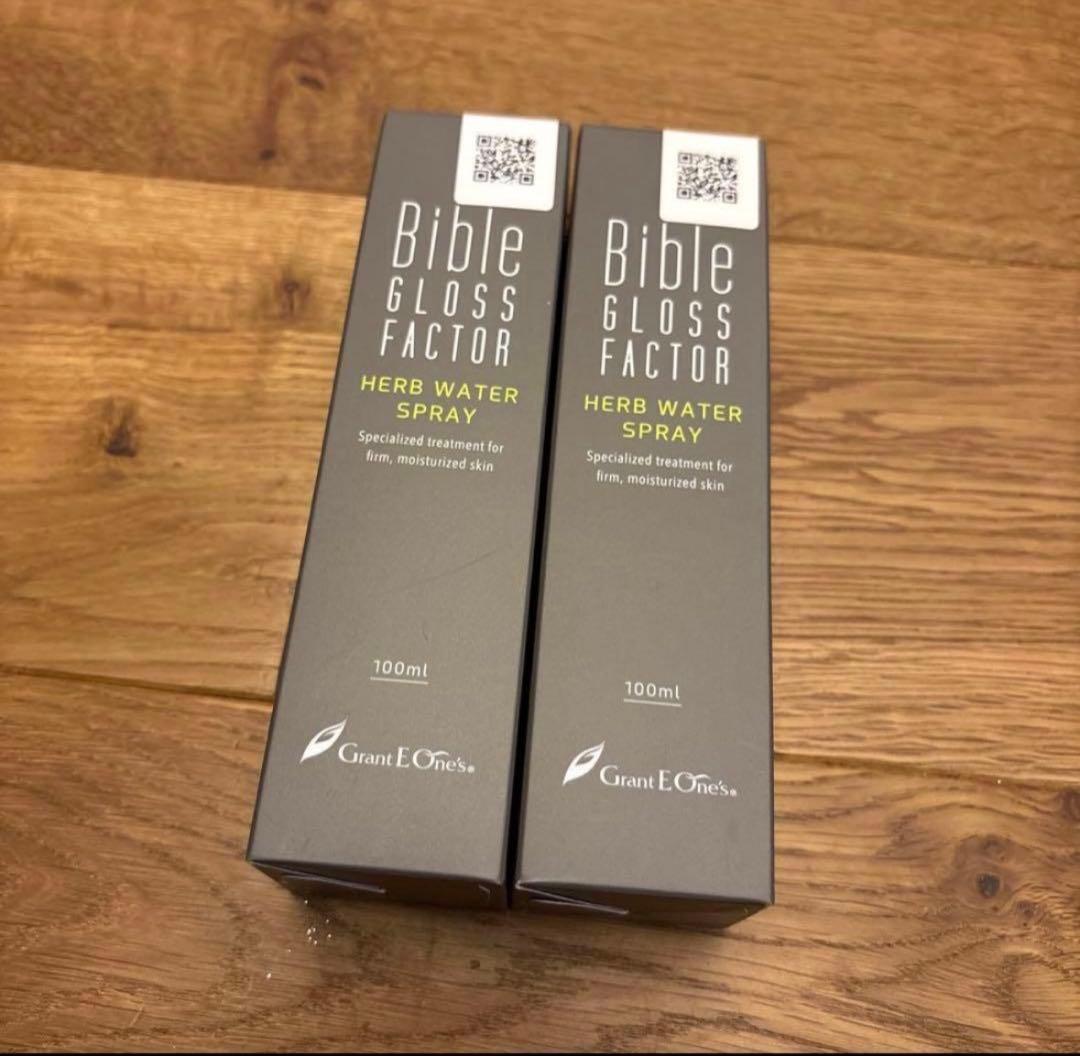 Bible
GLOSS
FACTOR
HERB WATER
SPRAY
Specialized treatment for
firm, moisturized skin
100ml
Grant E One's®
Bible
GLOSS
FACTOR
HERB WATER
SPRAY
Specialized treatment for
firm, moisturized skin
100ml
Grant E One's®